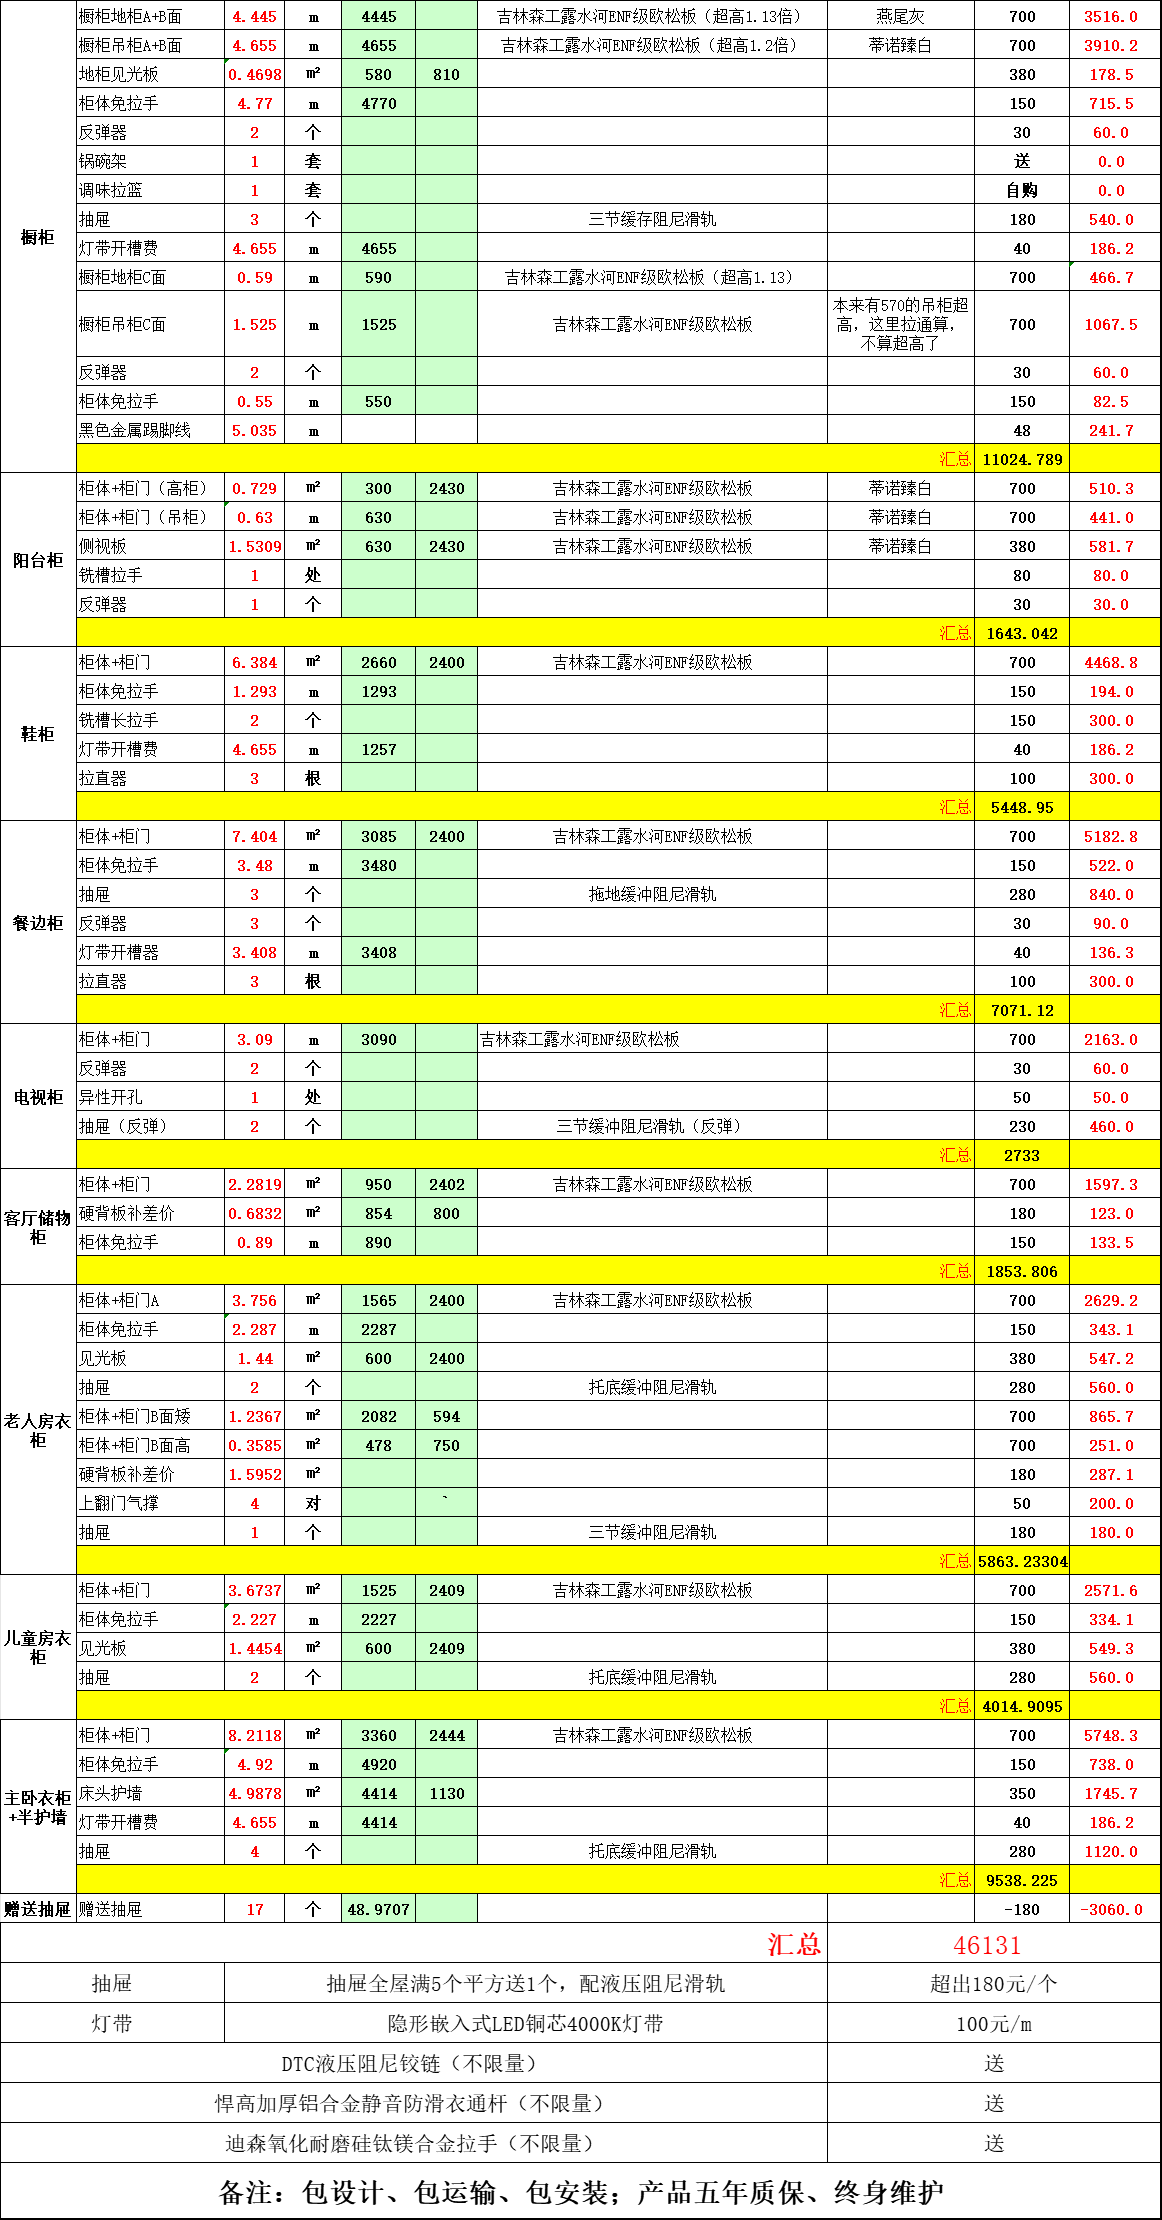 橱柜
橱柜地柜A+B面 4.445 m 4445 吉林森工露水河ENF级欧松板（超高1.13倍） 燕尾灰 700 3516.0
橱柜吊柜A+B面 4.655 m 4655 吉林森工露水河ENF级欧松板（超高1.2倍） 蒂诺臻白 700 3910.2
地柜见光板 0.4698 m² 580 810 380 178.5
柜体免拉手 4.77 m 4770 150 715.5
反弹器 2 个 30 60.0
锅碗架 1 套 送 0.0
调味拉篮 1 套 自购 0.0
抽屉 3 个 三节缓存阻尼滑轨 180 540.0
灯带开槽费 4.655 m 4655 40 186.2
橱柜地柜C面 0.59 m 590 吉林森工露水河ENF级欧松板（超高1.13） 700 466.7
橱柜吊柜C面 1.525 m 1525 吉林森工露水河ENF级欧松板 本来有570的吊柜超高，这里拉通算，不算超高了 700 1067.5
反弹器 2 个 30 60.0
柜体免拉手 0.55 m 550 150 82.5
黑色金属踢脚线 5.035 m 48 241.7
汇总 11024.789
阳台柜
柜体+柜门（高柜） 0.729 m² 300 2430 吉林森工露水河ENF级欧松板 蒂诺臻白 700 510.3
柜体+柜门（吊柜） 0.63 m 630 吉林森工露水河ENF级欧松板 蒂诺臻白 700 441.0
侧视板 1.5309 m² 630 2430 吉林森工露水河ENF级欧松板 蒂诺臻白 380 581.7
铣槽拉手 1 处 80 80.0
反弹器 1 个 30 30.0
汇总 1643.042
鞋柜
柜体+柜门 6.384 m² 2660 2400 吉林森工露水河ENF级欧松板 700 4468.8
柜体免拉手 1.293 m 1293 150 194.0
铣槽长拉手 2 个 150 300.0
灯带开槽费 4.655 m 1257 40 186.2
拉直器 3 根 100 300.0
汇总 5448.95
餐边柜
柜体+柜门 7.404 m² 3085 2400 吉林森工露水河ENF级欧松板 700 5182.8
柜体免拉手 3.48 m 3480 150 522.0
抽屉 3 个 拖地缓冲阻尼滑轨 280 840.0
反弹器 3 个 30 90.0
灯带开槽器 3.408 m 3408 40 136.3
拉直器 3 根 100 300.0
汇总 7071.12
电视柜
柜体+柜门 3.09 m 3090 吉林森工露水河ENF级欧松板 700 2163.0
反弹器 2 个 30 60.0
异性开孔 1 处 50 50.0
抽屉（反弹） 2 个 三节缓冲阻尼滑轨（反弹） 230 460.0
汇总 2733
客厅储物柜
柜体+柜门 2.2819 m² 950 2402 吉林森工露水河ENF级欧松板 700 1597.3
硬背板补差价 0.6832 m² 854 800 180 123.0
柜体免拉手 0.89 m 890 150 133.5
汇总 1853.806
老人房衣柜
柜体+柜门A 3.756 m² 1565 2400 吉林森工露水河ENF级欧松板 700 2629.2
柜体免拉手 2.287 m 2287 150 343.1
见光板 1.44 m² 600 2400 380 547.2
抽屉 2 个 托底缓冲阻尼滑轨 280 560.0
柜体+柜门B面矮 1.2367 m² 2082 594 700 865.7
柜体+柜门B面高 0.3585 m² 478 750 700 251.0
硬背板补差价 1.5952 m² 180 287.1
上翻门气撑 4 对 ` 50 200.0
抽屉 1 个 三节缓冲阻尼滑轨 180 180.0
汇总 5863.23304
儿童房衣柜
柜体+柜门 3.6737 m² 1525 2409 吉林森工露水河ENF级欧松板 700 2571.6
柜体免拉手 2.227 m 2227 150 334.1
见光板 1.4454 m² 600 2409 380 549.3
抽屉 2 个 托底缓冲阻尼滑轨 280 560.0
汇总 4014.9095
主卧衣柜+半护墙
柜体+柜门 8.2118 m² 3360 2444 吉林森工露水河ENF级欧松板 700 5748.3
柜体免拉手 4.92 m 4920 150 738.0
床头护墙 4.9878 m² 4414 1130 350 1745.7
灯带开槽费 4.655 m 4414 40 186.2
抽屉 4 个 托底缓冲阻尼滑轨 280 1120.0
汇总 9538.225
赠送抽屉 赠送抽屉 17 个 48.9707 -180 -3060.0
汇总 46131
抽屉 抽屉全屋满5个平方送1个，配液压阻尼滑轨 超出180元/个
灯带 隐形嵌入式LED铜芯4000K灯带 100元/m
DTC液压阻尼铰链（不限量） 送
悍高加厚铝合金静音防滑衣通杆（不限量） 送
迪森氧化耐磨硅钛镁合金拉手（不限量） 送
备注：包设计、包运输、包安装；产品五年质保、终身维护